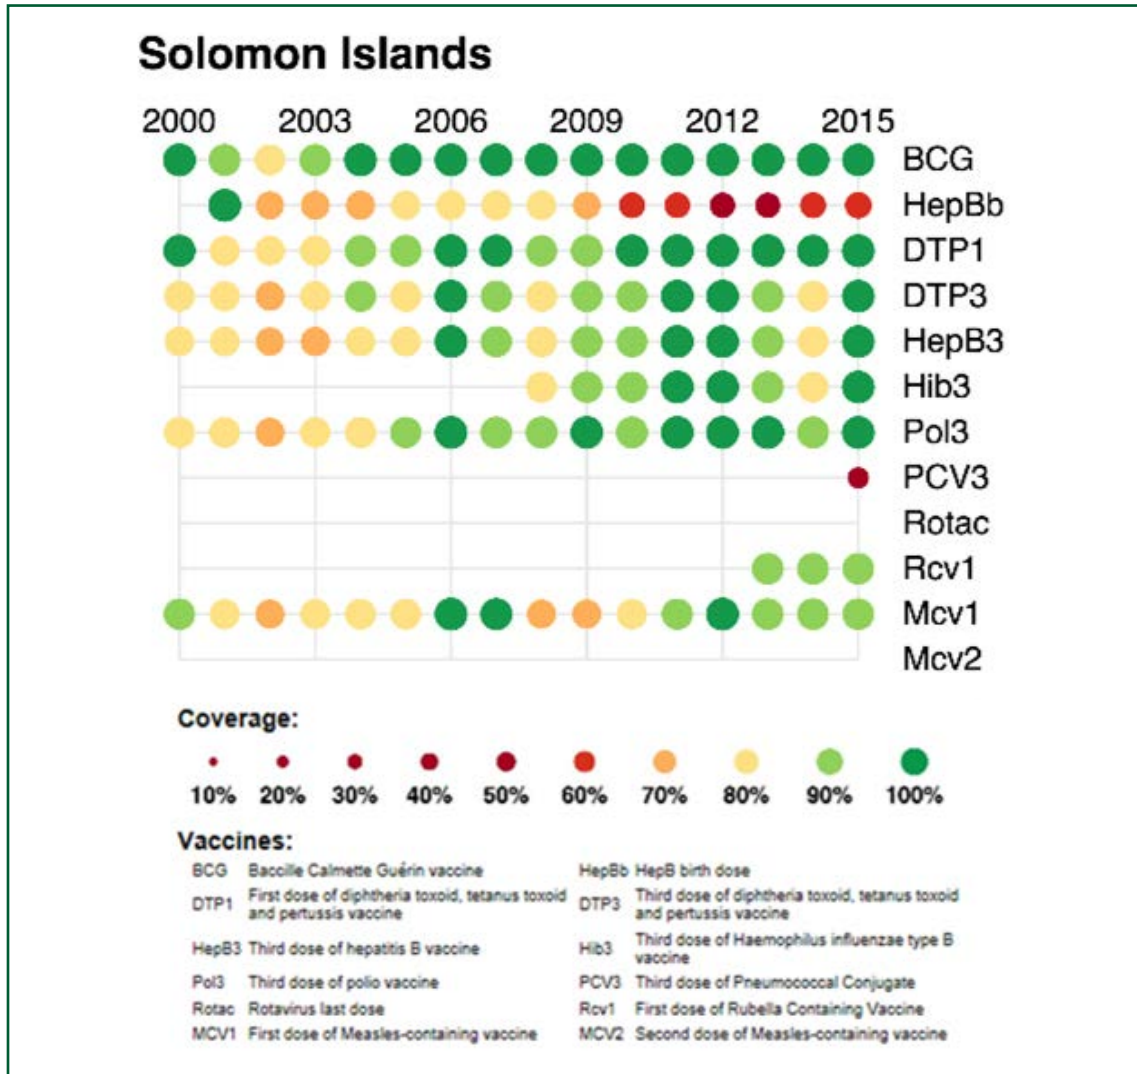 Solomon Islands
2000 2003 2006 2009 2012 2015
BCG
HepBb
DTP1
DTP3
HepB3
Hib3
Pol3
PCV3
Rotac
Rcv1
Mcv1
Mcv2
Coverage:
10% 20% 30% 40% 50% 60% 70% 80% 90% 100%
Vaccines:
BCG Baccille Calmette Guérin vaccine HepBb HepB birth dose
DTP1 First dose of diphtheria toxoid, tetanus toxoid
and pertussis vaccine
DTP3 Third dose of diphtheria toxoid, tetanus toxoid
and pertussis vaccine
HepB3 Third dose of hepatitis B vaccine
Hib3 Third dose of Haemophilus influenzae type B
vaccine
Pol3 Third dose of polio vaccine PCV3 Third dose of Pneumococcal Conjugate
Rotac Rotavirus last dose Rcv1 First dose of Rubella Containing Vaccine
MCV1 First dose of Measles-containing vaccine MCV2 Second dose of Measles-containing vaccine